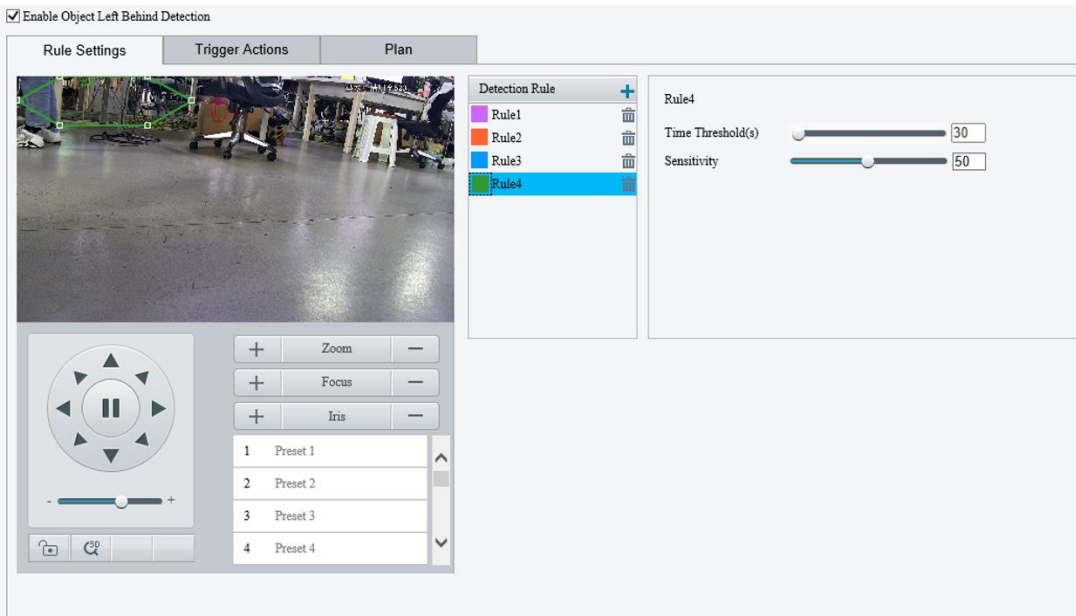 Enable Object Left Behind Detection
Rule Settings
Trigger Actions
Plan
Detection Rule
Rule1
Rule2
Rule3
Rule4
Rule4
Time Threshold(s) 30
Sensitivity 50
+ Zoom −
+ Focus −
+ Iris −
1 Preset 1
2 Preset 2
3 Preset 3
4 Preset 4
- +
3D